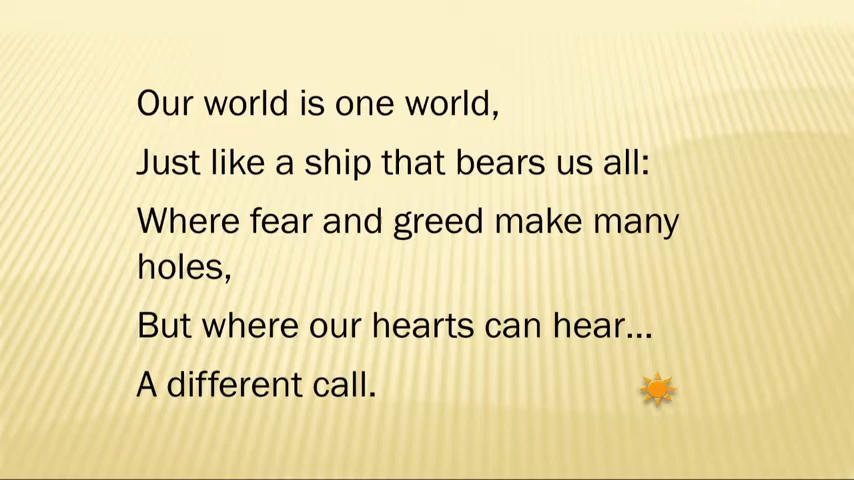 Our world is one world,
Just like a ship that bears us all:
Where fear and greed make many
holes,
But where our hearts can hear...
A different call.